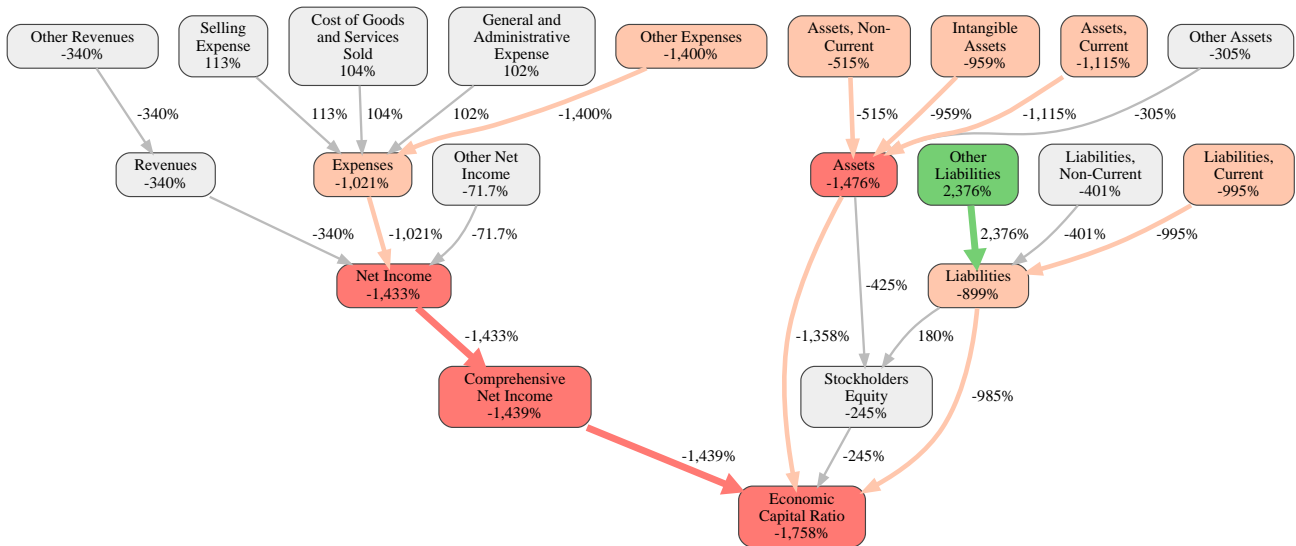 Other Revenues
-340%
Selling
Expense
113%
Cost of Goods
and Services
Sold
104%
General and
Administrative
Expense
102%
Other Expenses
-1,400%
Assets, Non-
Current
-515%
Intangible
Assets
-959%
Assets,
Current
-1,115%
Other Assets
-305%
-340%
113%
104%
102%
-1,400%
-515%
-959%
-1,115%
-305%
Revenues
-340%
Expenses
-1,021%
Other Net
Income
-71.7%
Assets
-1,476%
Other
Liabilities
2,376%
Liabilities,
Non-Current
-401%
Liabilities,
Current
-995%
-340%
-1,021%
-71.7%
2,376%
-401%
-995%
Net Income
-1,433%
-425%
Liabilities
-899%
-1,433%
-1,358%
180%
Comprehensive
Net Income
-1,439%
Stockholders
Equity
-245%
-985%
-1,439%
-245%
Economic
Capital Ratio
-1,758%